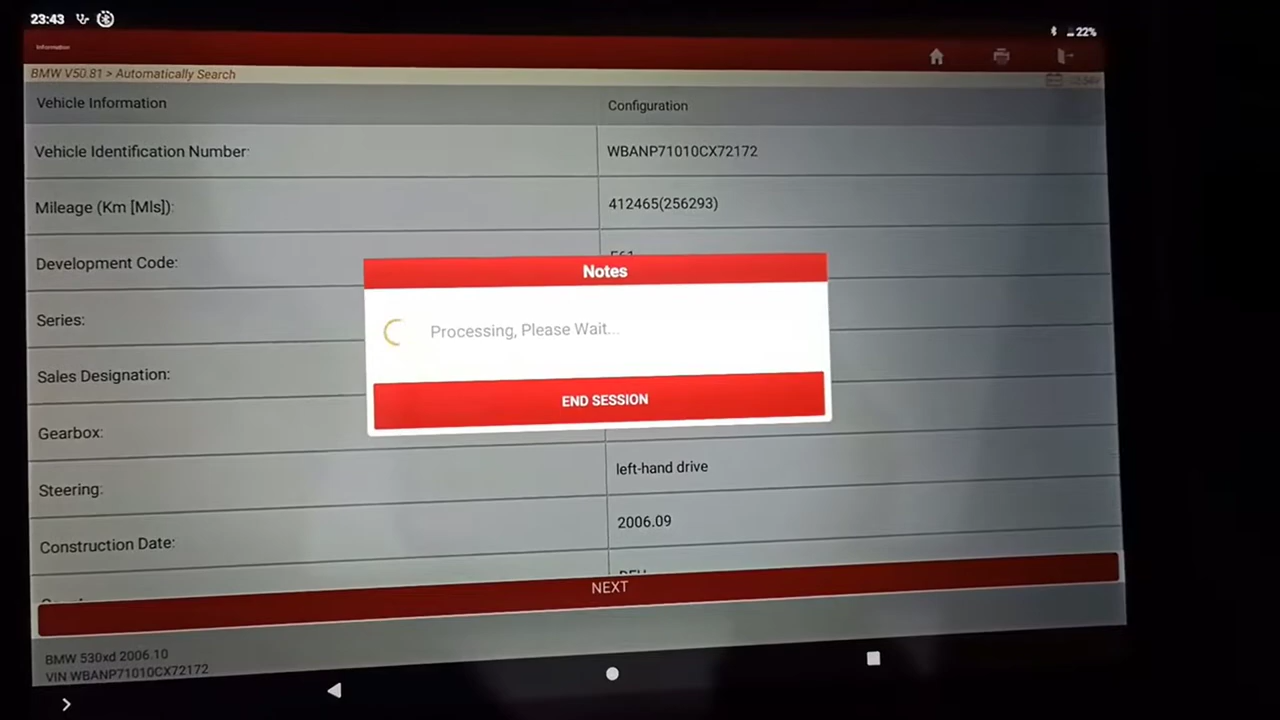 23:43
22%
Information
BMW V50.81 > Automatically Search
Vehicle Information
Configuration
Vehicle Identification Number:
WBANP71010CX72172
Mileage (Km [Mls]):
412465(256293)
Development Code:
E61
Notes
Series:
Processing, Please Wait...
Sales Designation:
END SESSION
Gearbox:
Steering:
left-hand drive
Construction Date:
2006.09
NEXT
BMW 530xd 2006.10
VIN WBANP71010CX72172